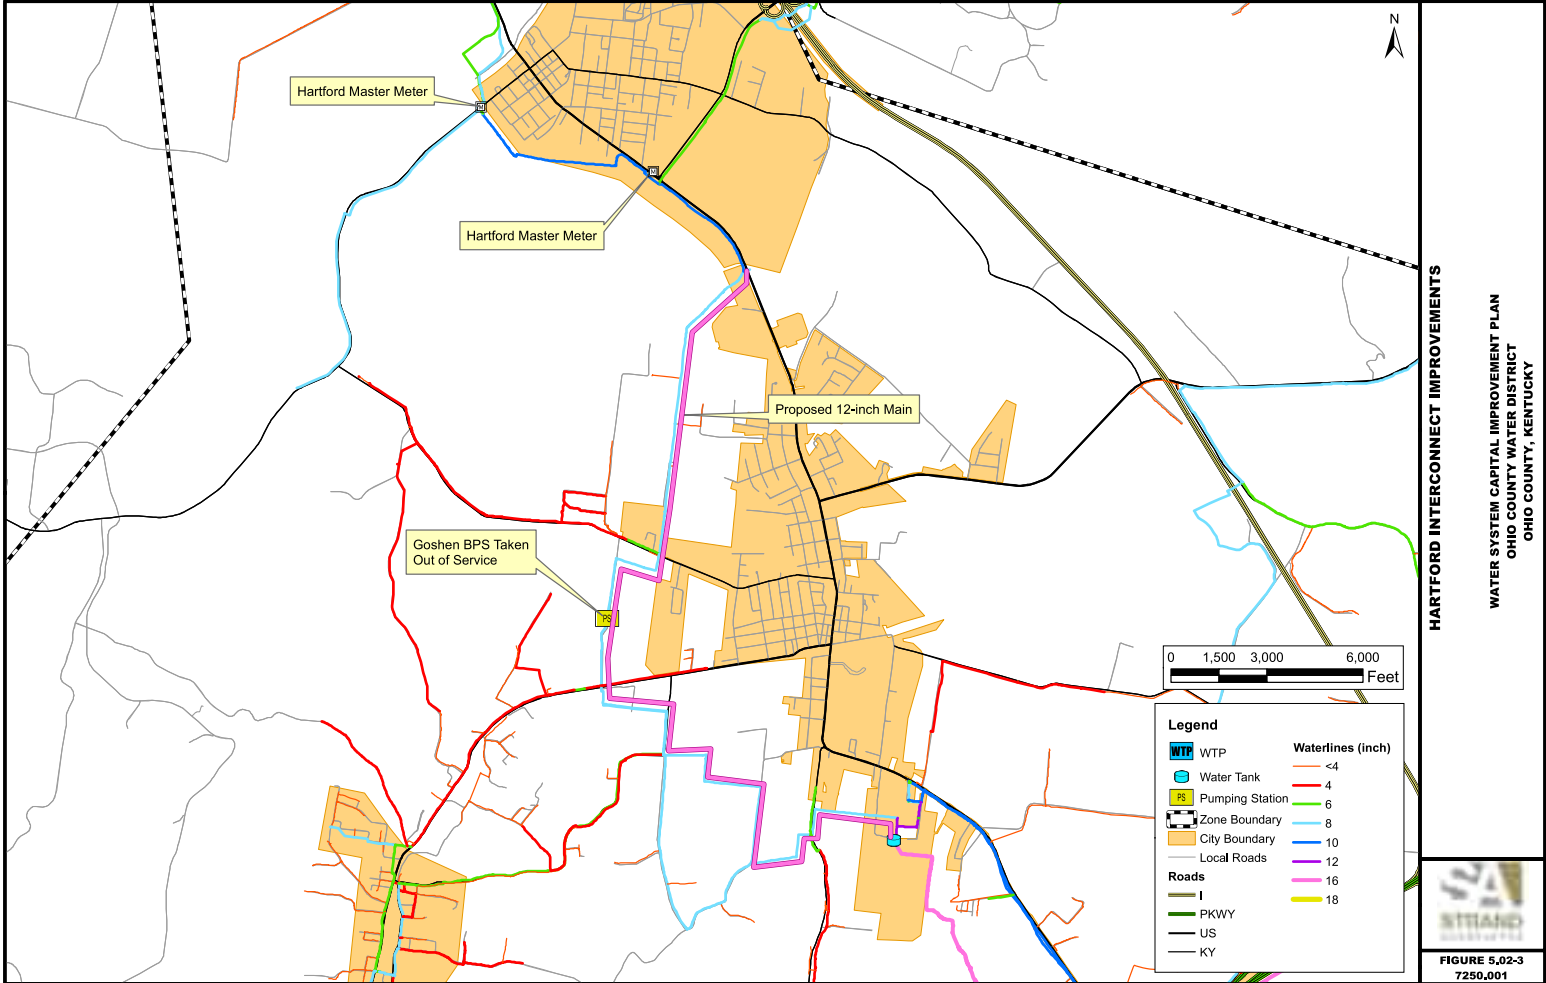 N
Hartford Master Meter
M
M
Hartford Master Meter
Proposed 12-inch Main
Goshen BPS Taken
Out of Service
PS
0 1,500 3,000 6,000
Feet
Legend
WTP WTP
Water Tank
PS Pumping Station
Zone Boundary
City Boundary
Local Roads
Roads
I
PKWY
US
KY
Waterlines (inch)
<4
4
6
8
10
12
16
18
HARTFORD INTERCONNECT IMPROVEMENTS
WATER SYSTEM CAPITAL IMPROVEMENT PLAN
OHIO COUNTY WATER DISTRICT
OHIO COUNTY, KENTUCKY
STRAND
FIGURE 5.02-3
7250.001